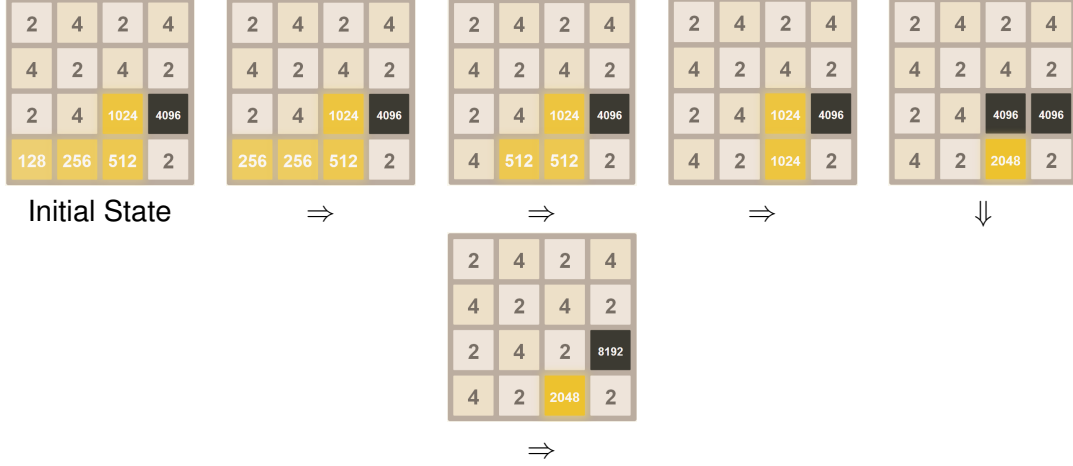 2 4 2 4 2 4 2 4 2 4 2 4 2 4 2 4 2 4 2 4
4 2 4 2 4 2 4 2 4 2 4 2 4 2 4 2 4 2 4 2
2 4 1024 4096 2 4 1024 4096 2 4 1024 4096 2 4 1024 4096 2 4 4096 4096
128 256 512 2 256 256 512 2 4 512 512 2 4 2 1024 2 4 2 2048 2
Initial State ⇒ ⇒ ⇒ ⇓
2 4 2 4
4 2 4 2
2 4 2 8192
4 2 2048 2
⇒